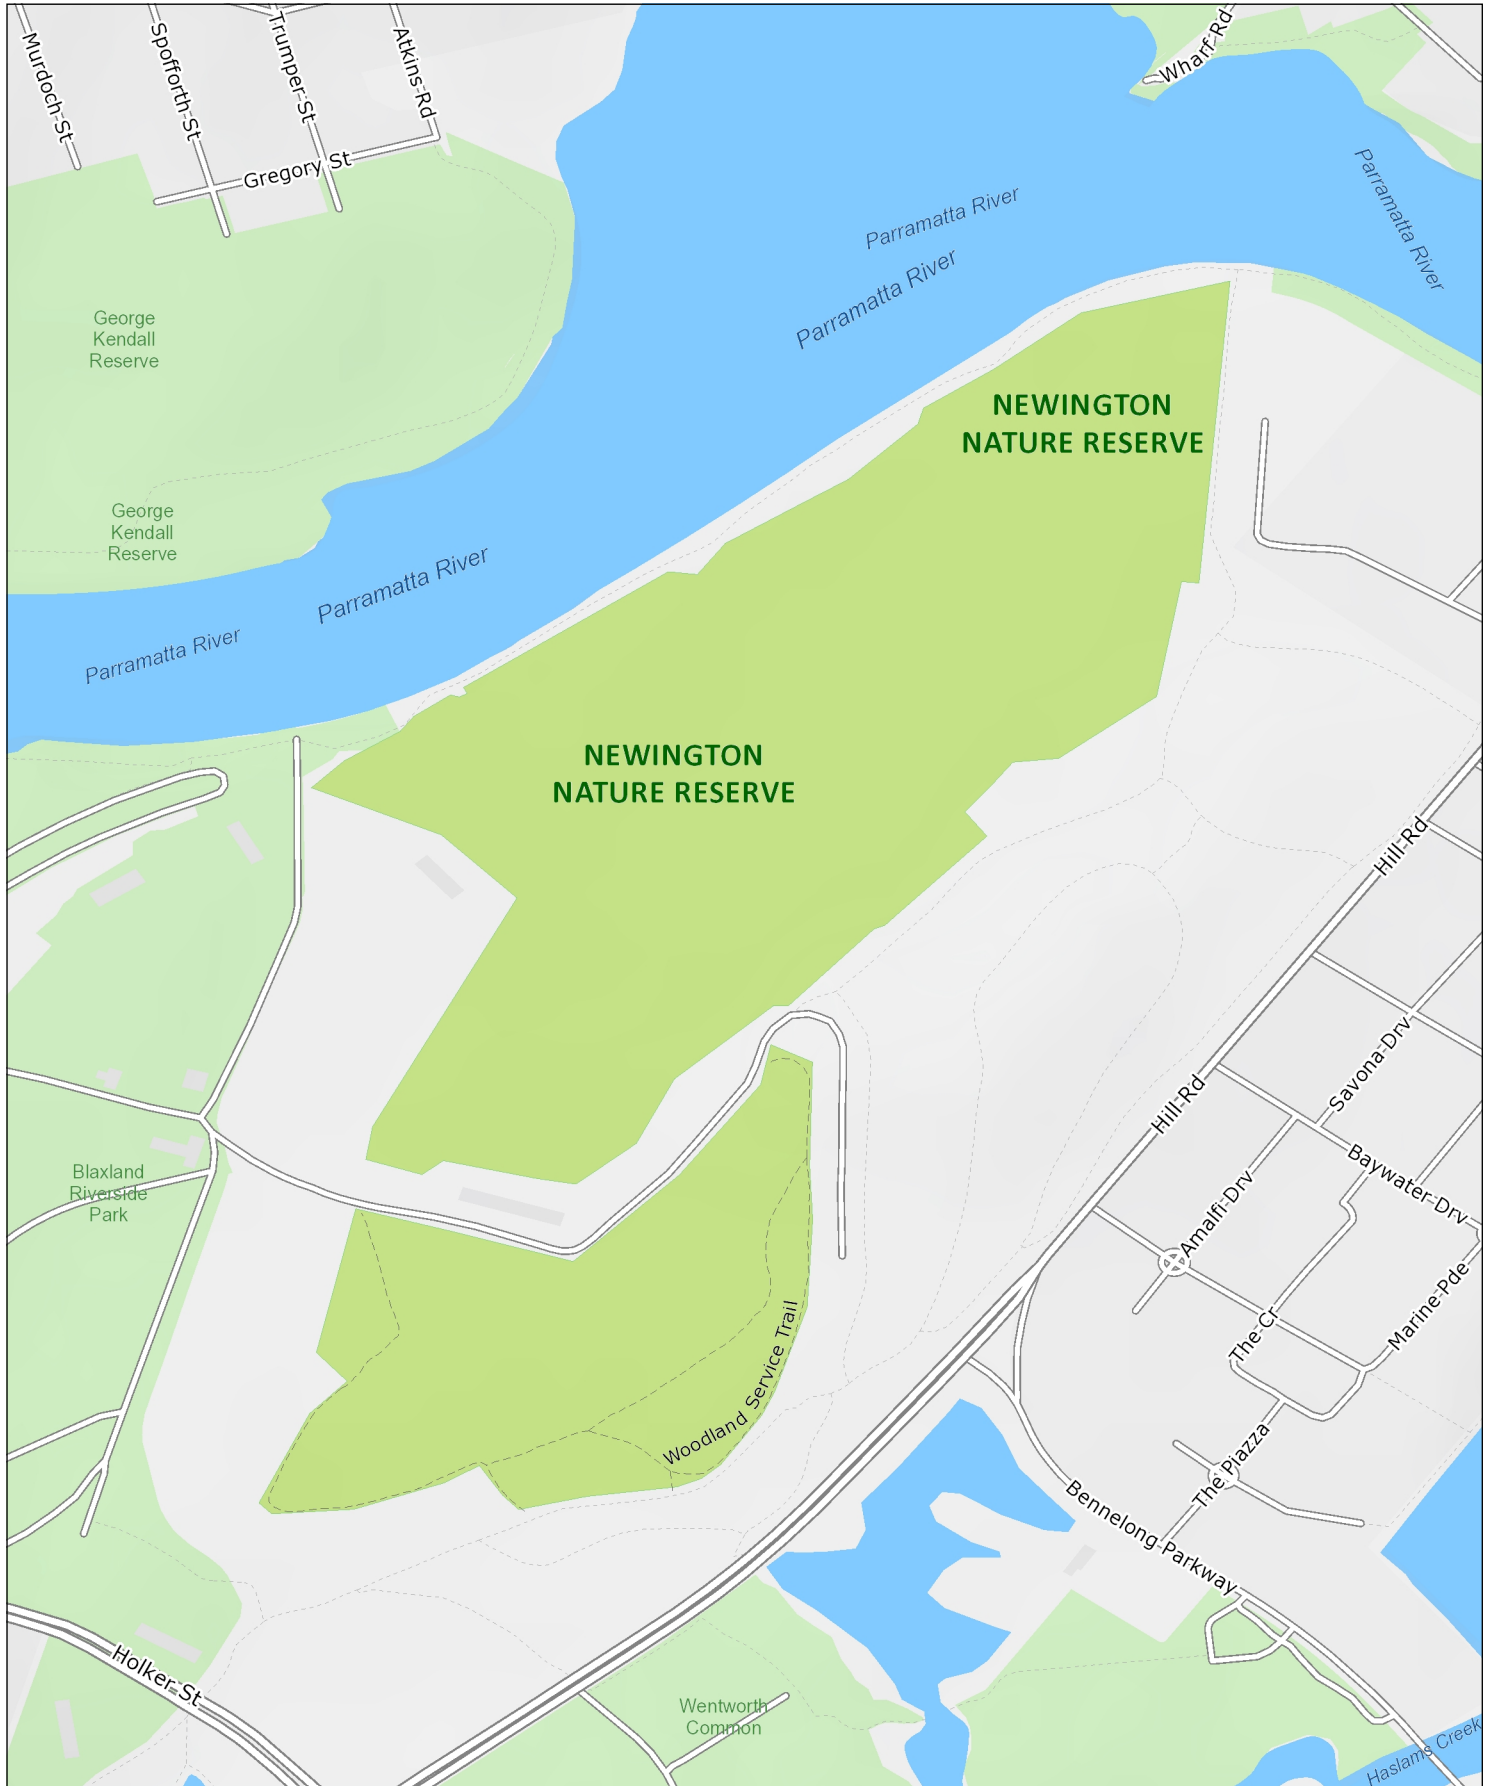 Murdoch St
Spofforth St
Trumper St
Atkins Rd
Wharf Rd
Gregory St
Parramatta River
Parramatta River
Parramatta River
George
Kendall
Reserve
NEWINGTON
NATURE RESERVE
George
Kendall
Reserve
Parramatta River
Parramatta River
NEWINGTON
NATURE RESERVE
Hill Rd
Savona Drv
Hill Rd
Baywater Drv
Blaxland
Riverside
Park
Amalfi Drv
Marine Pde
The Cr
Woodland Service Trail
The Piazza
Bennelong Parkway
Holker St
Wentworth
Common
Haslams Creek